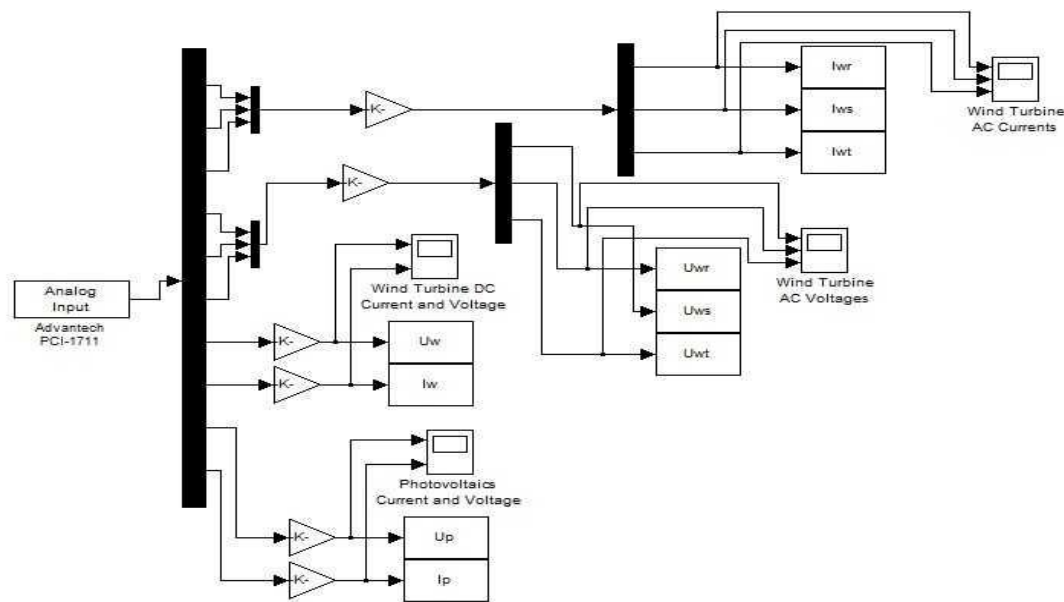 K-
Iwr
Iws
Iwt
Wind Turbine
AC Currents
K-
Uwr
Uws
Uwt
Wind Turbine
AC Voltages
Analog
Input
Advantech
PCI-1711
Wind Turbine DC
Current and Voltage
K-
Uw
K-
Iw
Photovoltaics
Current and Voltage
K-
Up
K-
Ip